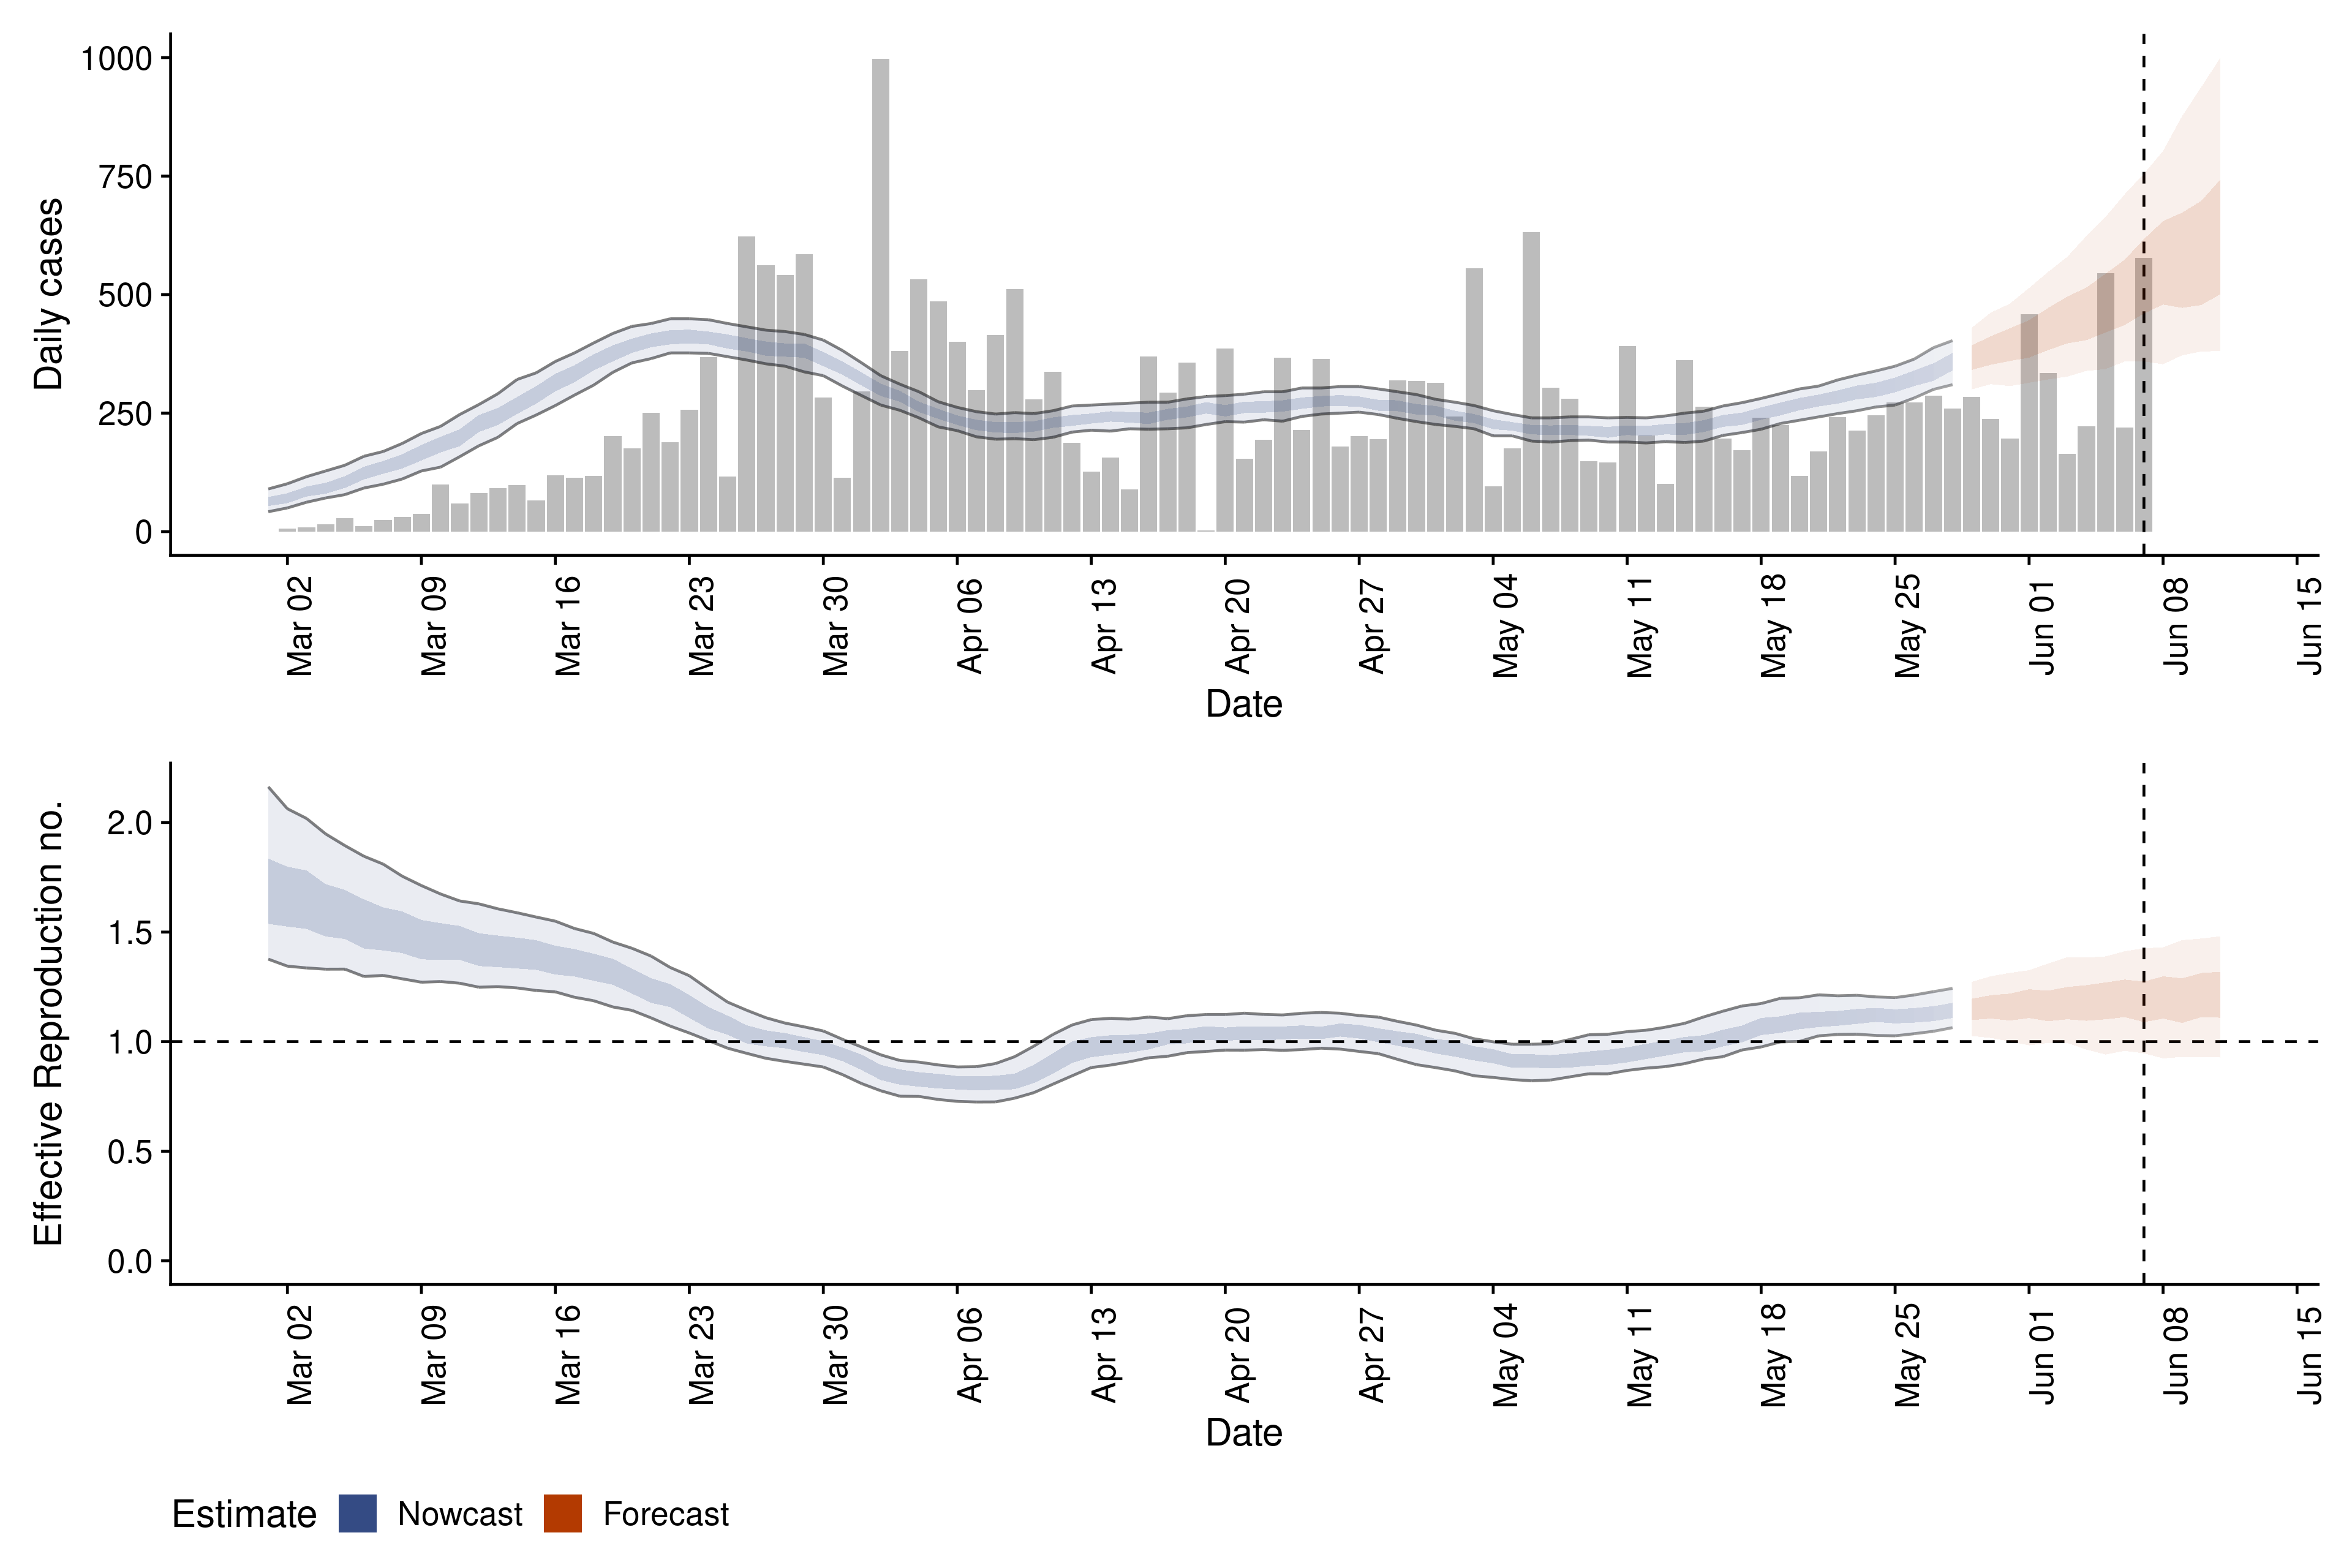 Daily cases
1000
750
500
250
0
Mar 02
Mar 09
Mar 16
Mar 23
Mar 30
Apr 06
Apr 13
Apr 20
Apr 27
May 04
May 11
May 18
May 25
Jun 01
Jun 08
Jun 15
Date
Effective Reproduction no.
2.0
1.5
1.0
0.5
0.0
Mar 02
Mar 09
Mar 16
Mar 23
Mar 30
Apr 06
Apr 13
Apr 20
Apr 27
May 04
May 11
May 18
May 25
Jun 01
Jun 08
Jun 15
Date
Estimate Nowcast Forecast